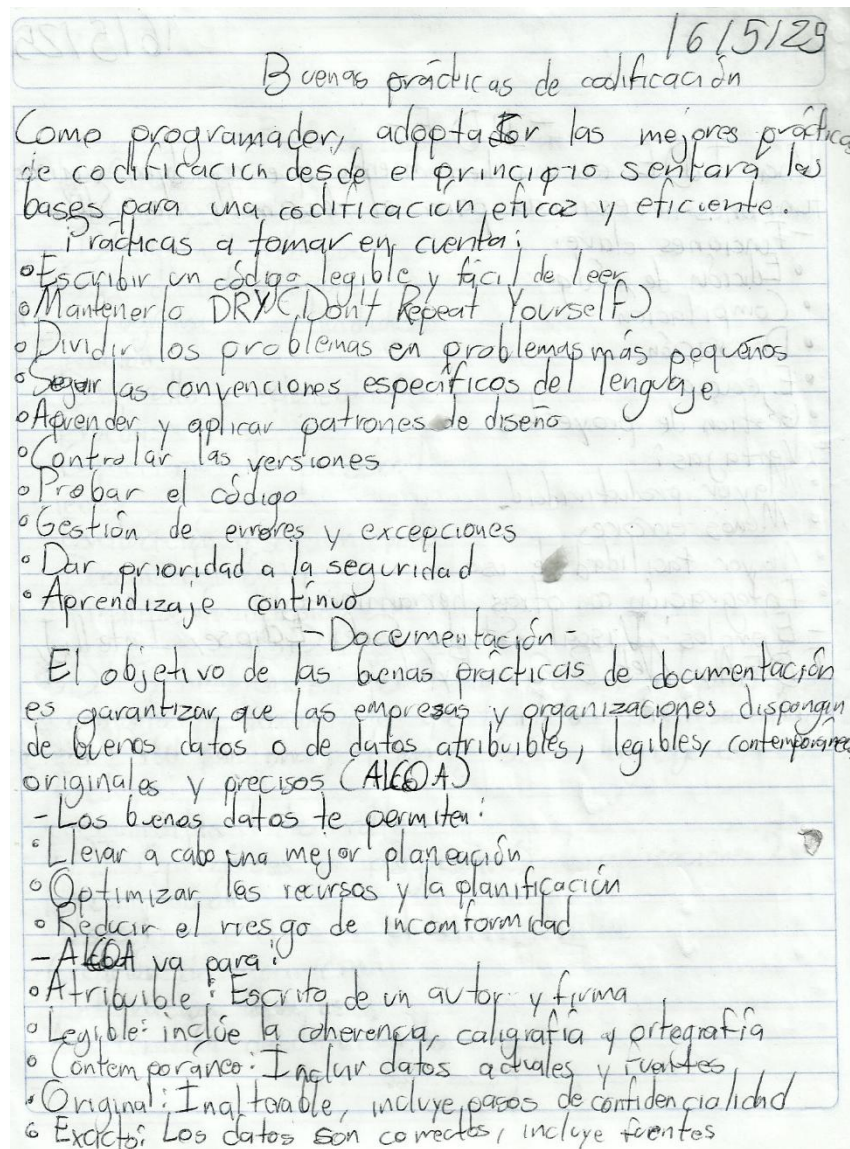 16/5/25
Buenas prácticas de codificación
Como programador, adoptar las mejores prácticas
de codificación desde el principio sentará las
bases para una codificación eficaz y eficiente.
Prácticas a tomar en cuenta:
• Escribir un código legible y fácil de leer
• Mantenerlo DRY (Don't Repeat Yourself)
• Dividir los problemas en problemas más pequeños
• Seguir las convenciones específicos del lenguaje
• Aprender y aplicar patrones de diseño
• Controlar las versiones
• Probar el código
• Gestión de errores y excepciones
• Dar prioridad a la seguridad
• Aprendizaje contínuo
- Documentación -
El objetivo de las buenas prácticas de documentación
es garantizar que las empresas y organizaciones dispongan
de buenos datos o de datos atribuibles, legibles, contemporáneos
originales y precisos (ALCOA)
- Los buenos datos te permiten:
• Llevar a cabo una mejor planeación
• Optimizar los recursos y la planificación
• Reducir el riesgo de incomformidad
- ALCOA va para:
• Atribuible: Escrito de un autor y firma
• Legible: inclúe la coherencia, caligrafía y ortegrafía
• Contemporáneo: Incluir datos actuales y fuentes
• Original: Inalterable, incluye pasos de confidencialidad
• Exacto: Los datos son correctos, incluye fuentes